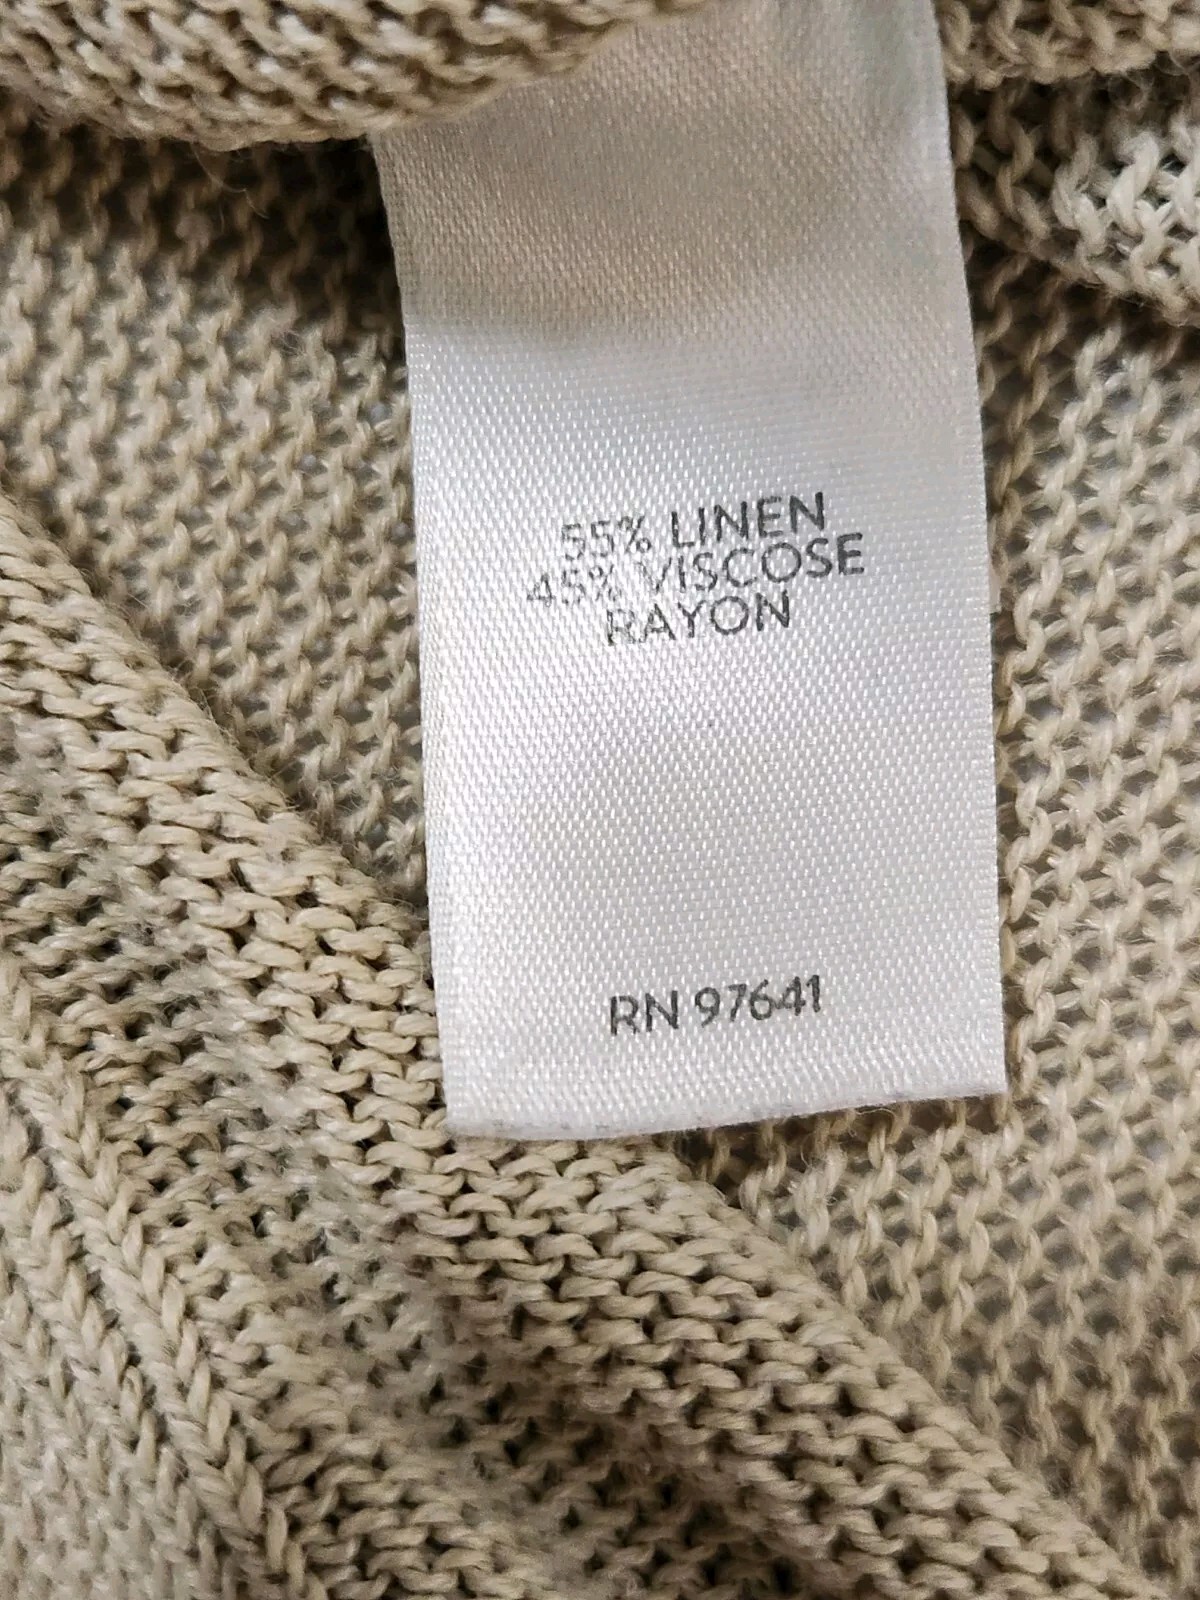 55% LINEN
45% VISCOSE
RAYON
RN 97641